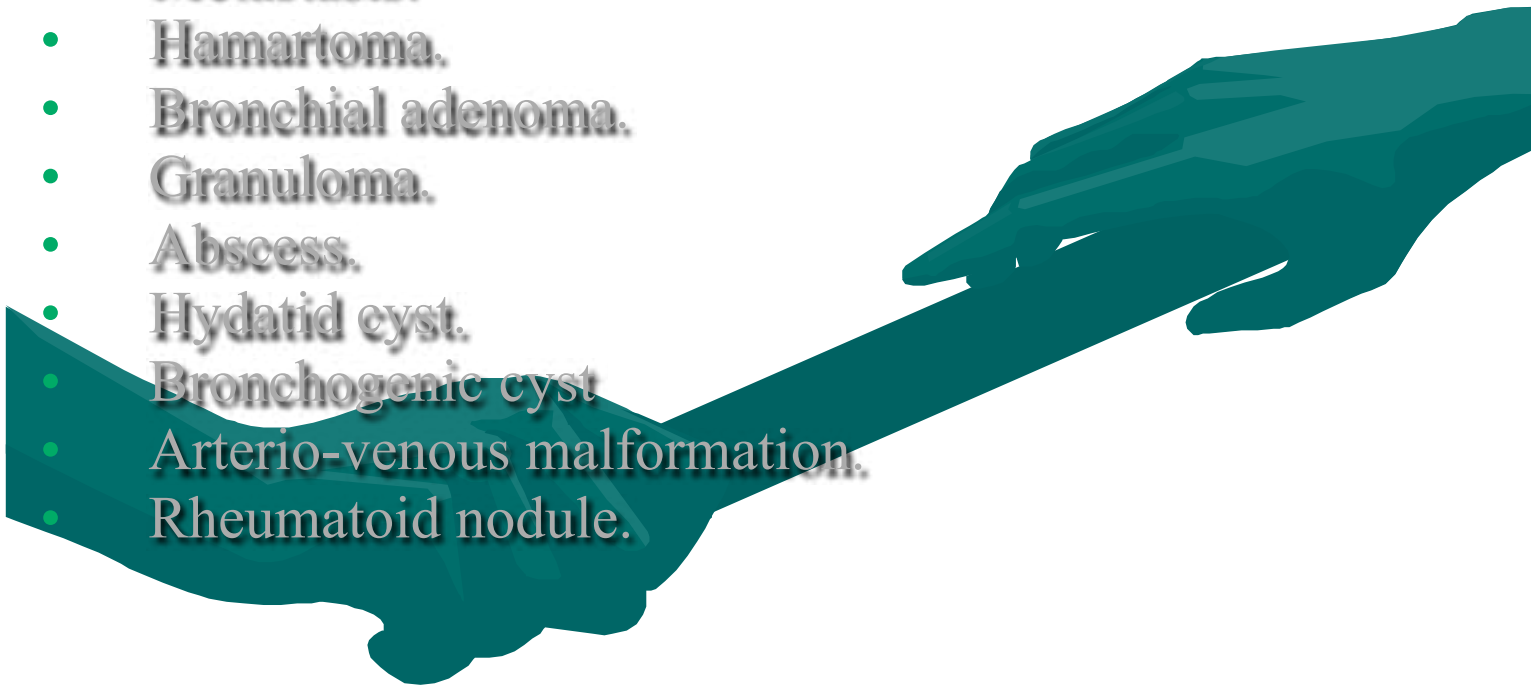 • Hamartoma.
• Bronchial adenoma.
• Granuloma.
• Abscess.
• Hydatid cyst.
• Bronchogenic cyst
• Arterio-venous malformation.
• Rheumatoid nodule.